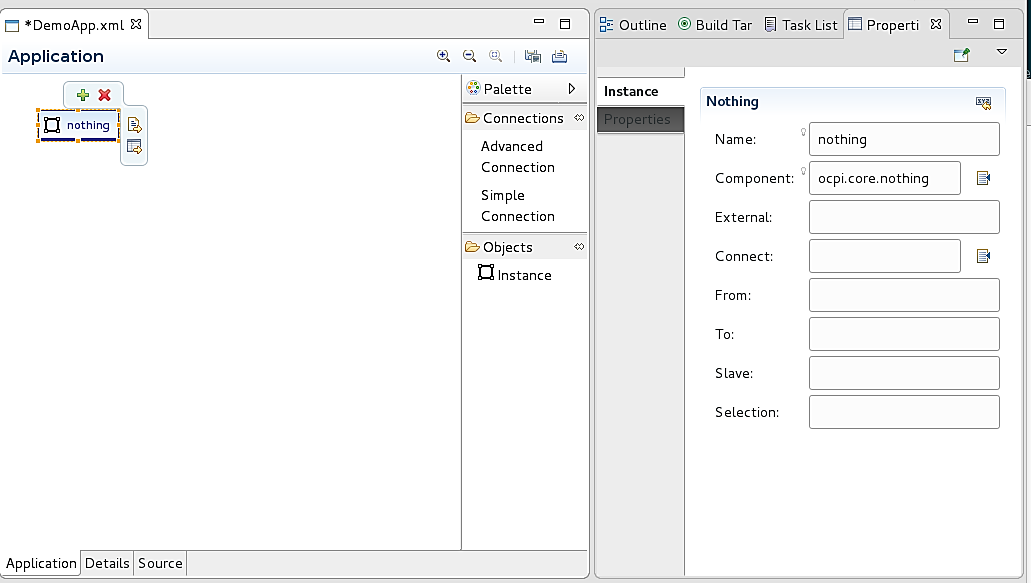 *DemoApp.xml
Application
nothing
Palette
Connections
Advanced
Connection
Simple
Connection
Objects
Instance
Application Details Source
Outline Build Tar Task List Properti
Instance
Properties
Nothing
Name: nothing
Component: ocpi.core.nothing
External:
Connect:
From:
To:
Slave:
Selection: